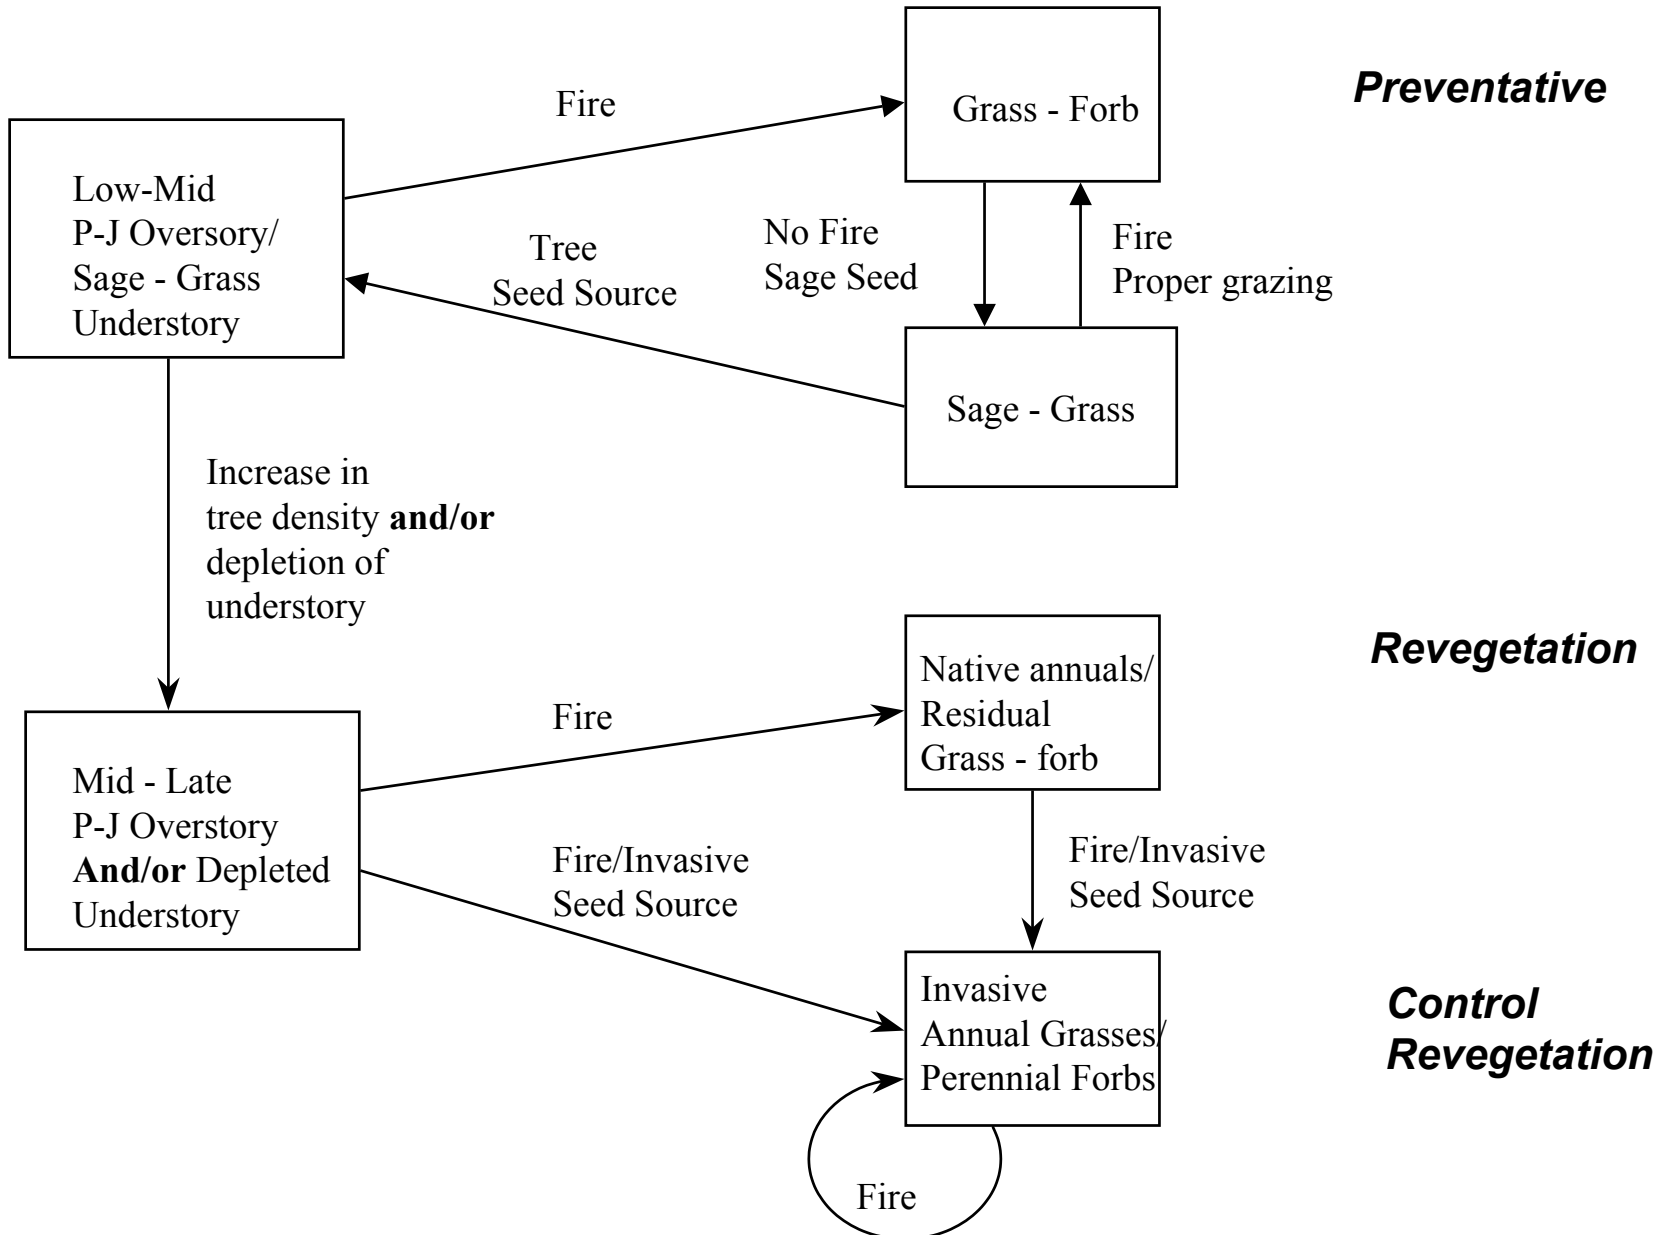 Preventative
Fire
Grass - Forb
Low-Mid
P-J Oversory/
Sage - Grass
Understory
Tree
Seed Source
No Fire
Sage Seed
Fire
Proper grazing
Sage - Grass
Increase in
tree density and/or
depletion of
understory
Revegetation
Native annuals/
Residual
Grass - forb
Fire
Mid - Late
P-J Overstory
And/or Depleted
Understory
Fire/Invasive
Seed Source
Fire/Invasive
Seed Source
Invasive
Annual Grasses/
Perennial Forbs
Control
Revegetation
Fire